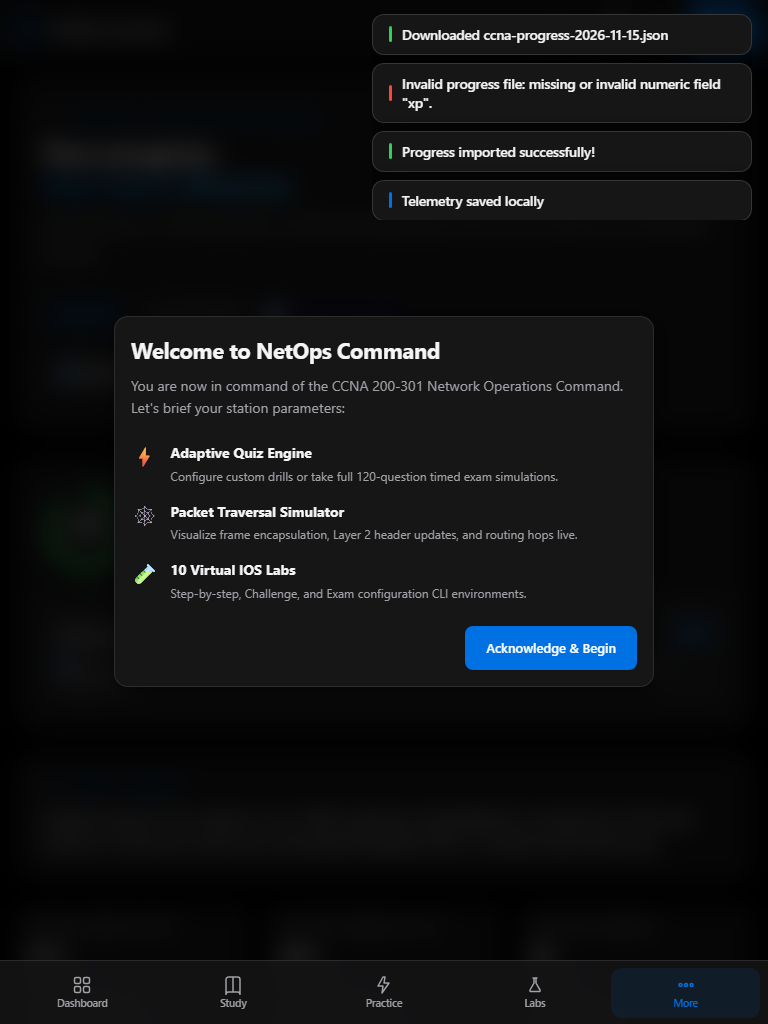 Downloaded ccna-progress-2026-11-15.json
Invalid progress file: missing or invalid numeric field
"xp".
Progress imported successfully!
Telemetry saved locally
Welcome to NetOps Command
You are now in command of the CCNA 200-301 Network Operations Command.
Let's brief your station parameters:
Adaptive Quiz Engine
Configure custom drills or take full 120-question timed exam simulations.
Packet Traversal Simulator
Visualize frame encapsulation, Layer 2 header updates, and routing hops live.
10 Virtual IOS Labs
Step-by-step, Challenge, and Exam configuration CLI environments.
Acknowledge & Begin
Dashboard
Study
Practice
Labs
More